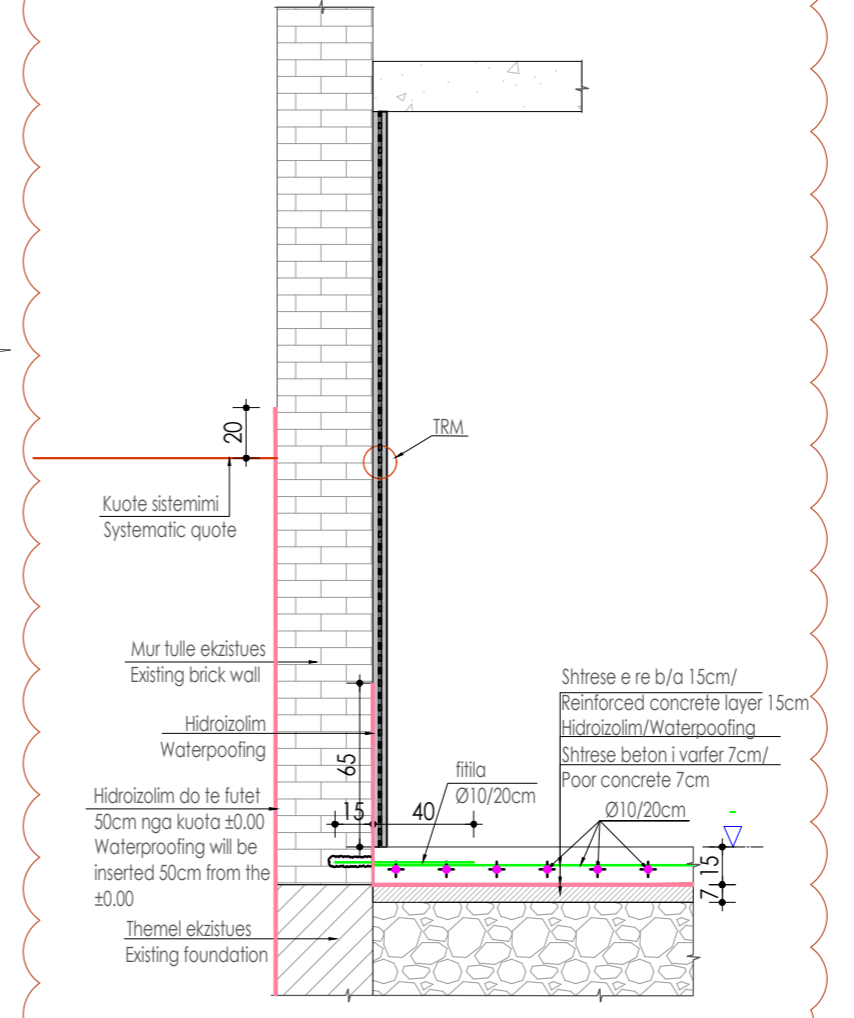 TRM
20
Kuote sistemimi
Systematic quote
Mur tulle ekzistues
Existing brick wall
Hidroizolim
Waterpoofing
65
Hidroizolim do te futet
50cm nga kuota ±0.00
Waterproofing will be
inserted 50cm from the
±0.00
Themel ekzistues
Existing foundation
15
40
fitila
Ø10/20cm
Shtrese e re b/a 15cm/
Reinforced concrete layer 15cm
Hidroizolim/Waterpoofing
Shtrese beton i varfer 7cm/
Poor concrete 7cm
Ø10/20cm
-
15
7